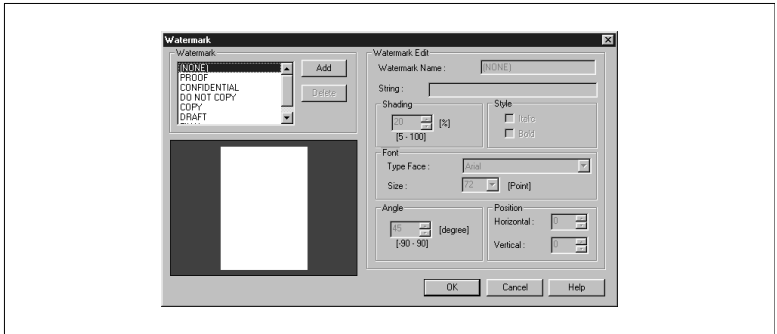 Watermark
Watermark
(NONE)
PROOF
CONFIDENTIAL
DO NOT COPY
COPY
DRAFT
Add
Delete
Watermark Edit
Watermark Name : (NONE)
String :
Shading
20 [%]
[5 - 100]
Style
Italic
Bold
Font
Type Face : Arial
Size : 72 [Point]
Angle
45 [degree]
[-90 - 90]
Position
Horizontal : 0
Vertical : 0
OK Cancel Help